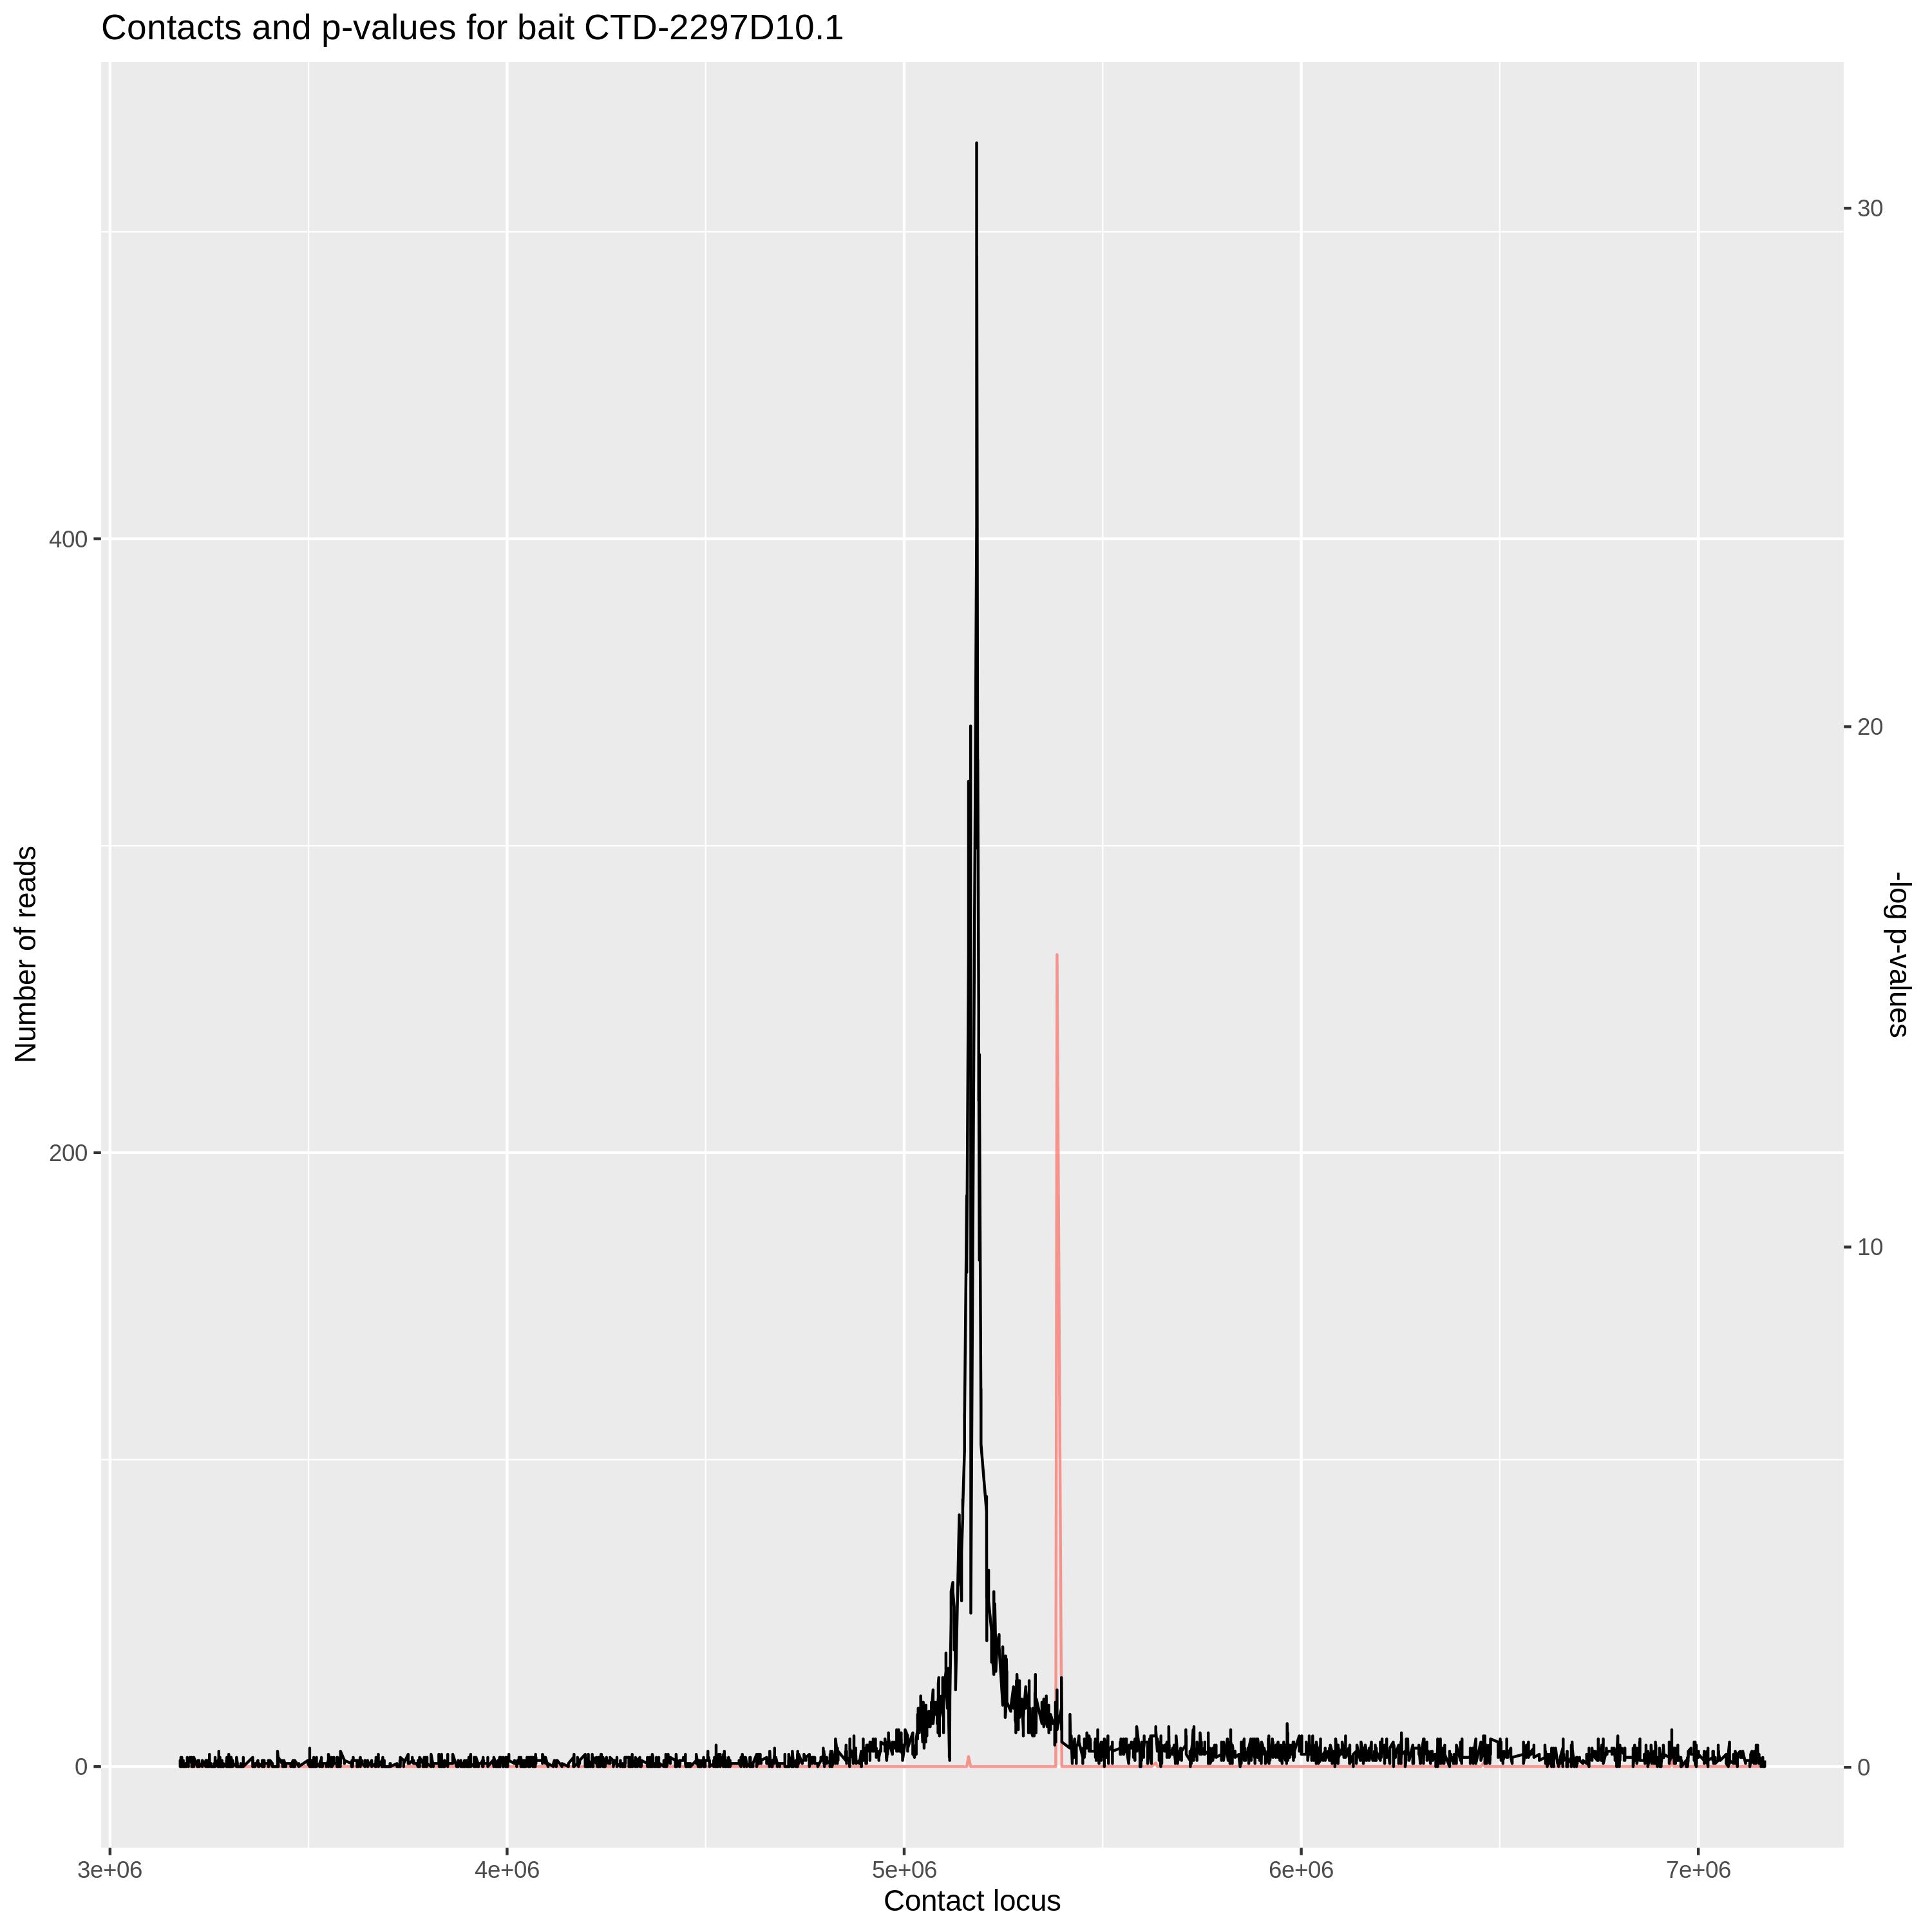 Contacts and p-values for bait CTD-2297D10.1
Number of reads
400
200
0
30
20
10
0
-log p-values
3e+06 4e+06 5e+06 6e+06 7e+06
Contact locus